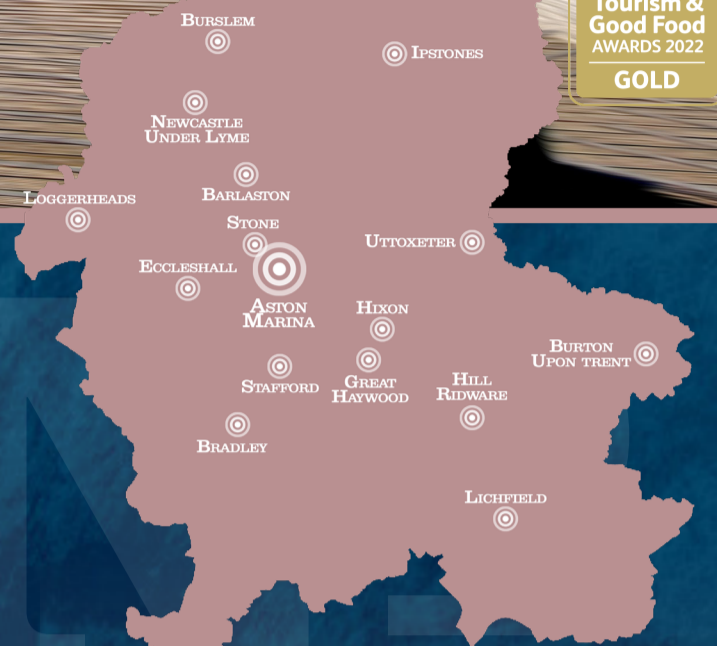 Tourism &
Good Food
AWARDS 2022
GOLD
BURSLEM
IPSTONES
NEWCASTLE
UNDER LYME
BARLASTON
LOGGERHEADS
STONE
UTTOXETER
ECCLESHALL
ASTON
MARINA
HIXON
BURTON
UPON TRENT
STAFFORD
GREAT
HAYWOOD
HILL
RIDWARE
BRADLEY
LICHFIELD